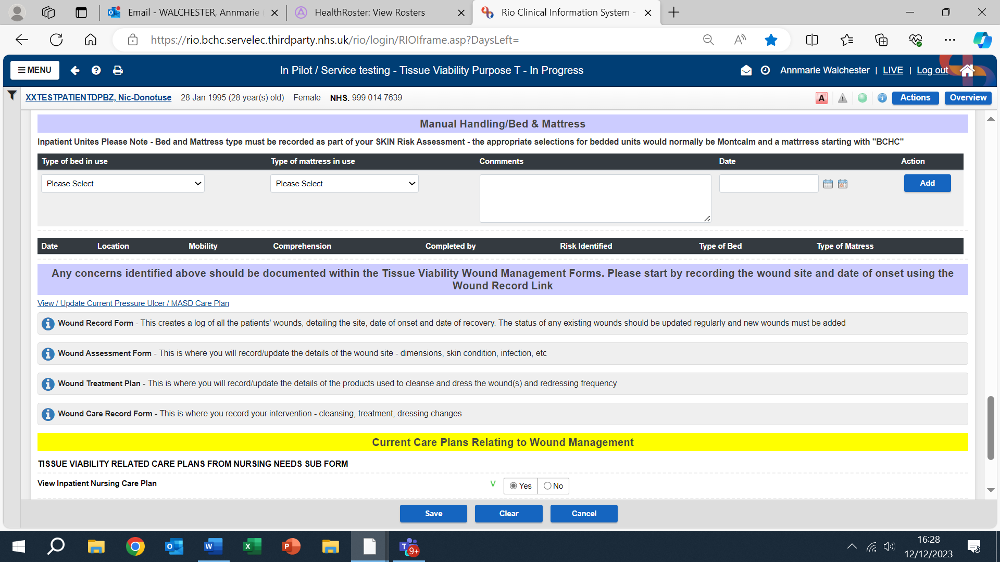 Email - WALCHESTER, Annmarie (
HealthRoster: View Rosters
Rio Clinical Information System -
https://rio.bchc.servelec.thirdparty.nhs.uk/rio/login/RIOIframe.asp?DaysLeft=
MENU
In Pilot / Service testing - Tissue Viability Purpose T - In Progress
Annmarie Walchester | LIVE | Log out
XXTESTPATIENTDPBZ, Nic-Donotuse 28 Jan 1995 (28 year(s) old) Female NHS. 999 014 7639
A
Actions
Overview
Manual Handling/Bed & Mattress
Inpatient Unites Please Note - Bed and Mattress type must be recorded as part of your SKIN Risk Assessment - the appropriate selections for bedded units would normally be Montcalm and a mattrress starting with "BCHC"
Type of bed in use Type of mattress in use Conmments Date Action
Please Select Please Select Add
Date Location Mobility Comprehension Completed by Risk Identified Type of Bed Type of Matress
Any concerns identified above should be documented within the Tissue Viability Wound Management Forms. Please start by recording the wound site and date of onset using the
Wound Record Link
View / Update Current Pressure Ulcer / MASD Care Plan
Wound Record Form - This creates a log of all the patients' wounds, detailing the site, date of onset and date of recovery. The status of any existing wounds should be updated regularly and new wounds must be added
Wound Assessment Form - This is where you will record/update the details of the wound site - dimensions, skin condition, infection, etc
Wound Treatment Plan - This is where you will record/update the details of the products used to cleanse and dress the wound(s) and redressing frequency
Wound Care Record Form - This is where you record your intervention - cleansing, treatment, dressing changes
Current Care Plans Relating to Wound Management
TISSUE VIABILITY RELATED CARE PLANS FROM NURSING NEEDS SUB FORM
View Inpatient Nursing Care Plan V Yes No
Save Clear Cancel
9+
16:28
12/12/2023